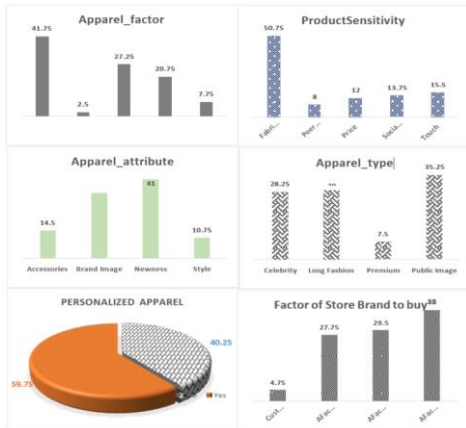 Apparel_factor
41.75
2.5
27.25
20.75
7.75
ProductSensitivity
50.75
8
12
13.75
15.5
Fabri...
Peer...
Price
Socia...
Touch
Apparel_attribute
14.5
41
10.75
Accessories
Brand Image
Newness
Style
Apparel_type
28.25
7.5
35.25
Celebrity
Long Fashion
Premium
Public Image
PERSONALIZED APPAREL
40.25
59.75
Yes
Factor of Store Brand to buy
38
4.75
27.75
29.5
Cust...
AFac...
AFac...
AFac...